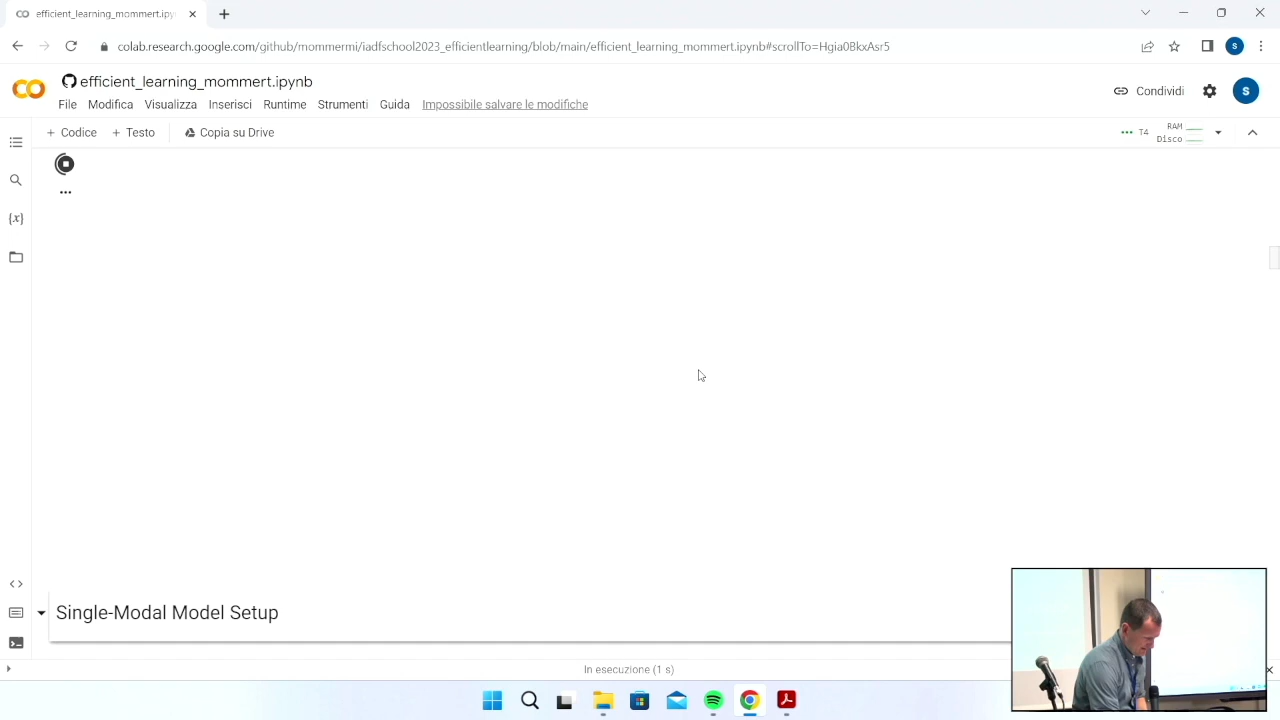 efficient_learning_mommert.ipy
colab.research.google.com/github/mommermi/iadfschool2023_efficientlearning/blob/main/efficient_learning_mommert.ipynb#scrollTo=Hgia0BkxAsr5
S
efficient_learning_mommert.ipynb
File Modifica Visualizza Inserisci Runtime Strumenti Guida Impossibile salvare le modifiche
Condividi
S
+ Codice + Testo Copia su Drive
T4 RAM
Disco
{x}
Single-Modal Model Setup
In esecuzione (1 s)